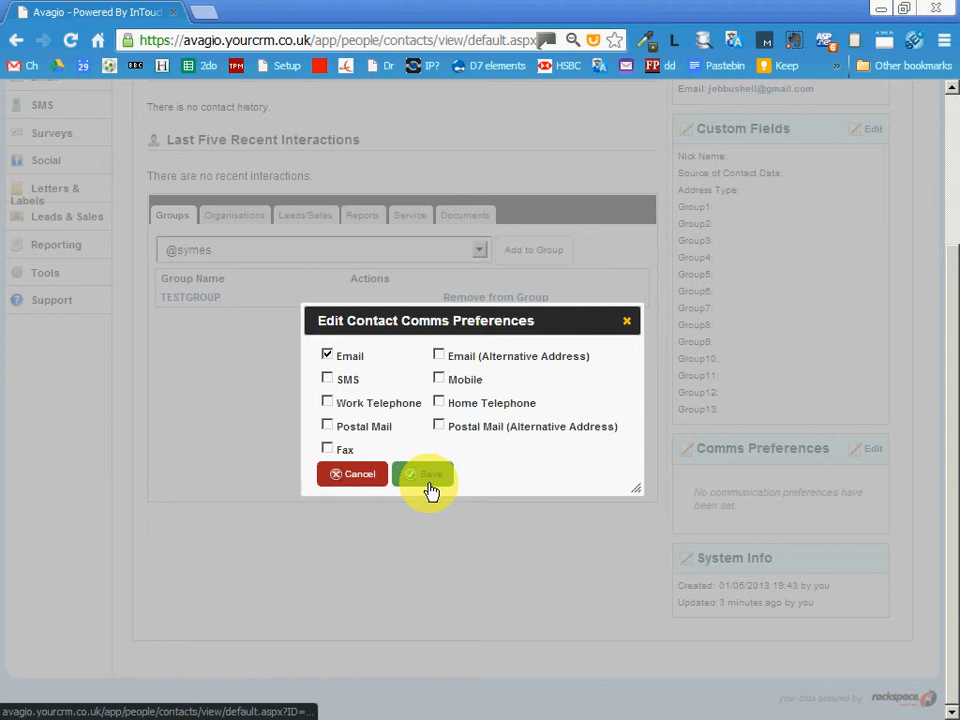 Avagio - Powered By InTouch
https://avagio.yourcrm.co.uk/app/people/contacts/view/default.aspx
Ch 29 BBC H 2do TPM Setup Dr IP? D7 elements HSBC FP dd Pastebin Keep » Other bookmarks
SMS
Surveys
Social
Letters &
Labels
Leads & Sales
Reporting
Tools
Support
There is no contact history.
Last Five Recent Interactions
There are no recent interactions.
Groups Organisations Leads/Sales Reports Service Documents
@symes Add to Group
Group Name Actions
TESTGROUP Remove from Group
Edit Contact Comms Preferences
Email Email (Alternative Address)
SMS Mobile
Work Telephone Home Telephone
Postal Mail Postal Mail (Alternative Address)
Fax
Cancel Save
Email: jebbushell@gmail.com
Custom Fields Edit
Nick Name:
Source of Contact Data:
Address Type:
Group1:
Group2:
Group3:
Group4:
Group5:
Group6:
Group7:
Group8:
Group9:
Group10:
Group11:
Group12:
Group13:
Comms Preferences Edit
No communication preferences have
been set
System Info
Created: 01/05/2013 19:43 by you
Updated: 3 minutes ago by you
your data secured by rackspace
avagio.yourcrm.co.uk/app/people/contacts/view/default.aspx?ID=...